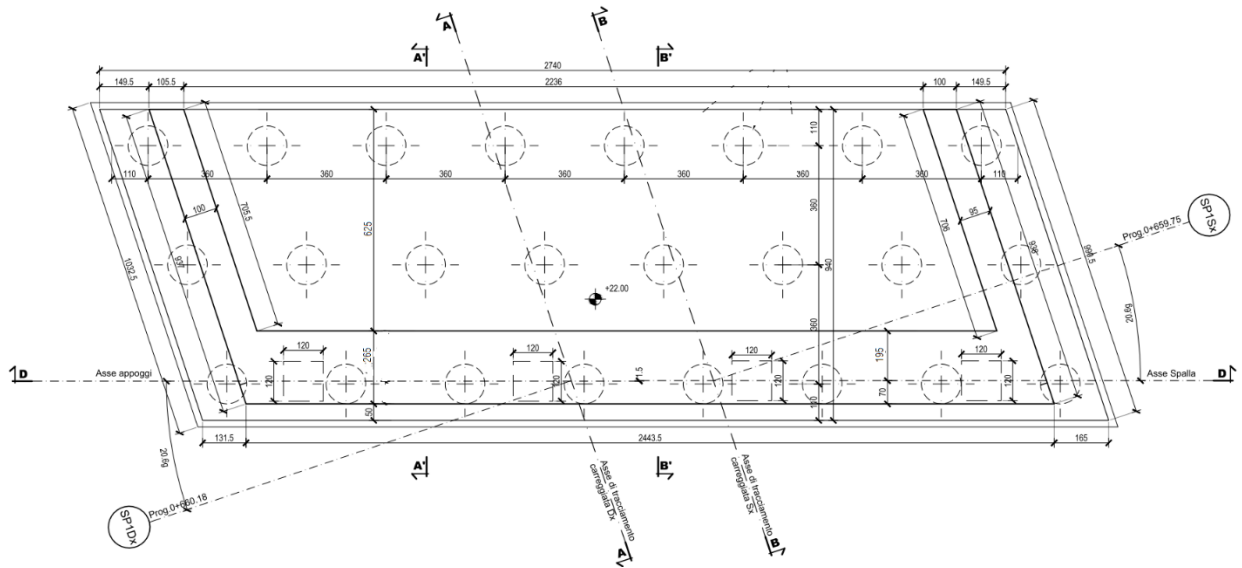 A
B
A'
B'
2740
149.5
105.5
2236
100
149.5
110
360
360
360
360
360
360
360
110
110
625
705.5
100
937
1032.5
360
940
706
95
936
998.5
SP1Sx
Prog 0+659.75
20.6g
+22.00
360
120
120
120
120
265
195
D
Asse appoggi
120
120
1.5
120
120
70
110
Asse Spalla
D
50
131.5
2443.5
165
20.6g
A'
B'
Asse di tracciamento
carreggiata Dx
Asse di tracciamento
carreggiata Sx
Prog 0+660.18
SP1Dx
A
B